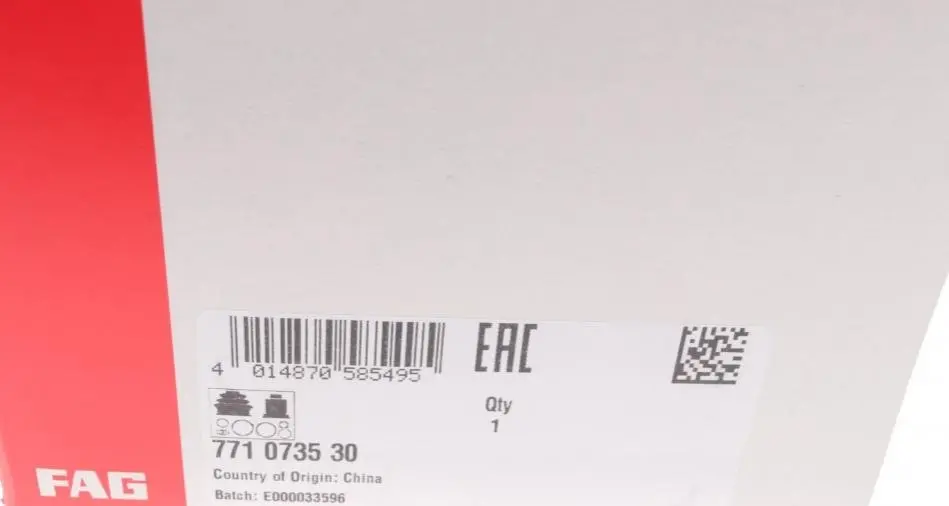 4 014870 585495
EAC
Qty
1
771 0735 30
Country of Origin: China
Batch: E000033596
FAG